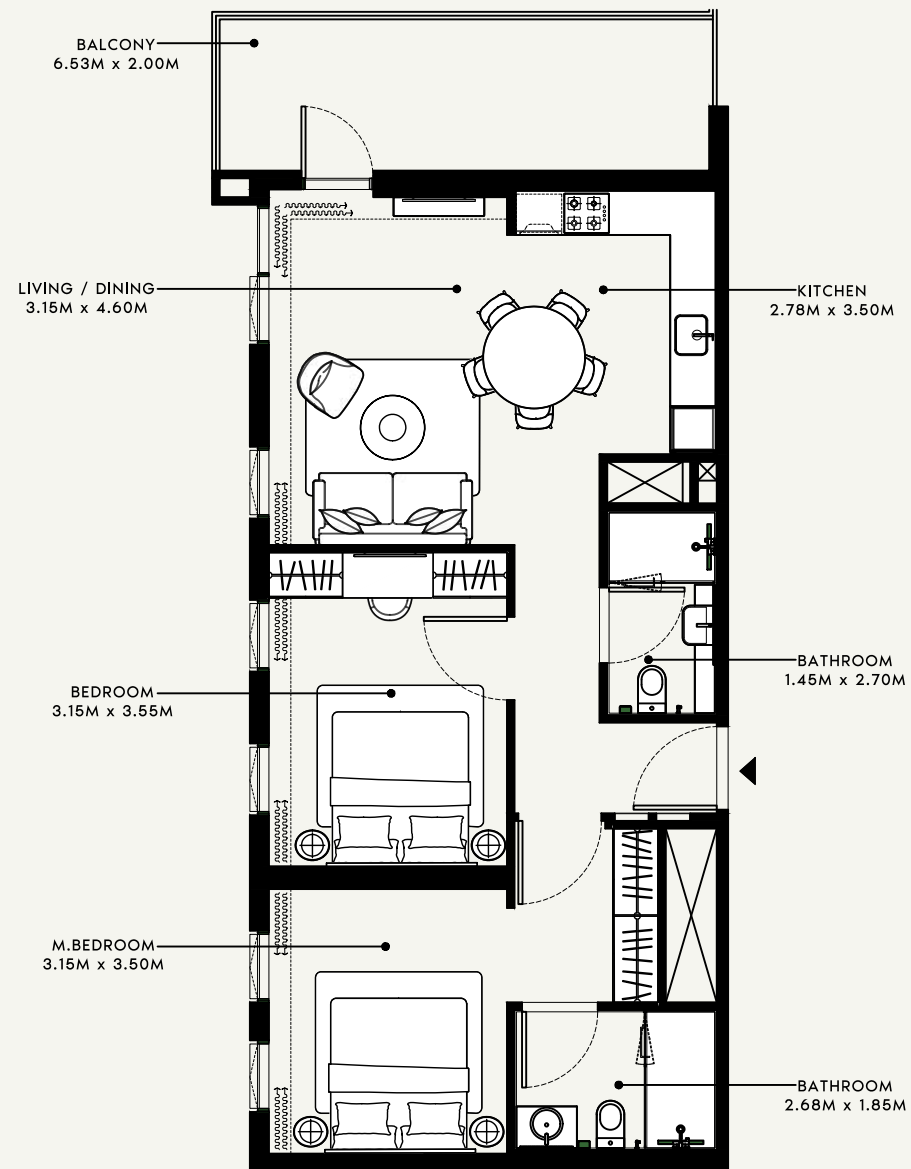 BALCONY
6.53M x 2.00M
LIVING / DINING
3.15M x 4.60M
KITCHEN
2.78M x 3.50M
BATHROOM
1.45M x 2.70M
BEDROOM
3.15M x 3.55M
M.BEDROOM
3.15M x 3.50M
BATHROOM
2.68M x 1.85M